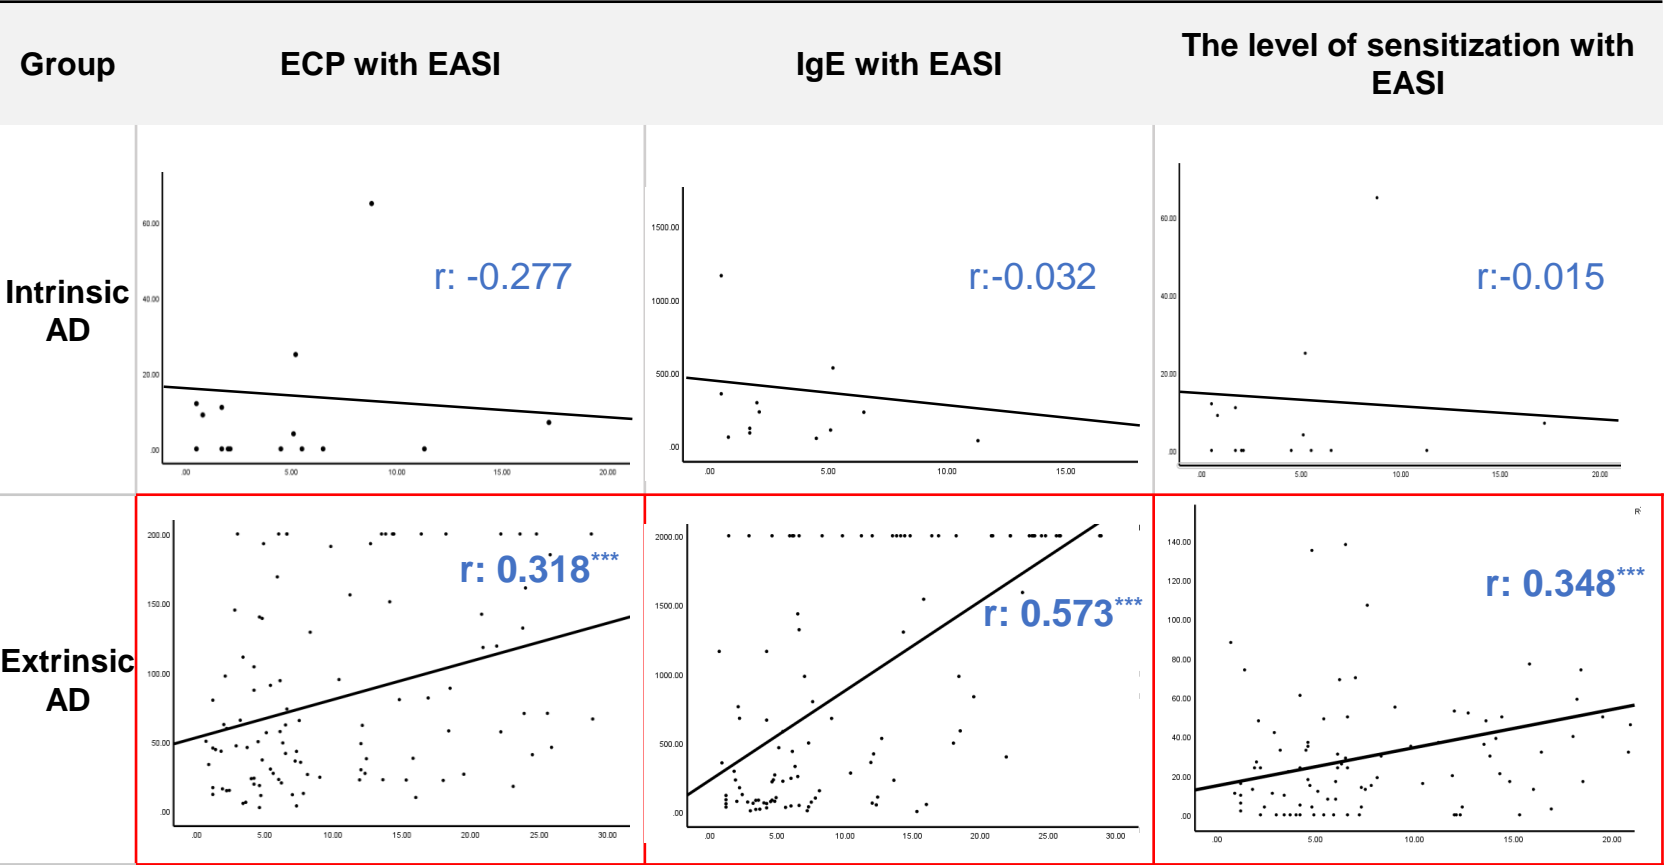 Group
ECP with EASI
IgE with EASI
The level of sensitization with
EASI
Intrinsic
AD
60.00
40.00
20.00
.00
.00 5.00 10.00 15.00 20.00
r: -0.277
1500.00
1000.00
500.00
.00
.00 5.00 10.00 15.00
r:-0.032
60.00
40.00
20.00
.00
.00 5.00 10.00 15.00 20.00
r:-0.015
Extrinsic
AD
200.00
150.00
100.00
50.00
.00
.00 5.00 10.00 15.00 20.00 25.00 30.00
r: 0.318***
2000.00
1500.00
1000.00
500.00
.00
.00 5.00 10.00 15.00 20.00 25.00 30.00
r: 0.573***
R
140.00
120.00
100.00
80.00
60.00
40.00
20.00
.00
.00 5.00 10.00 15.00 20.00
r: 0.348***